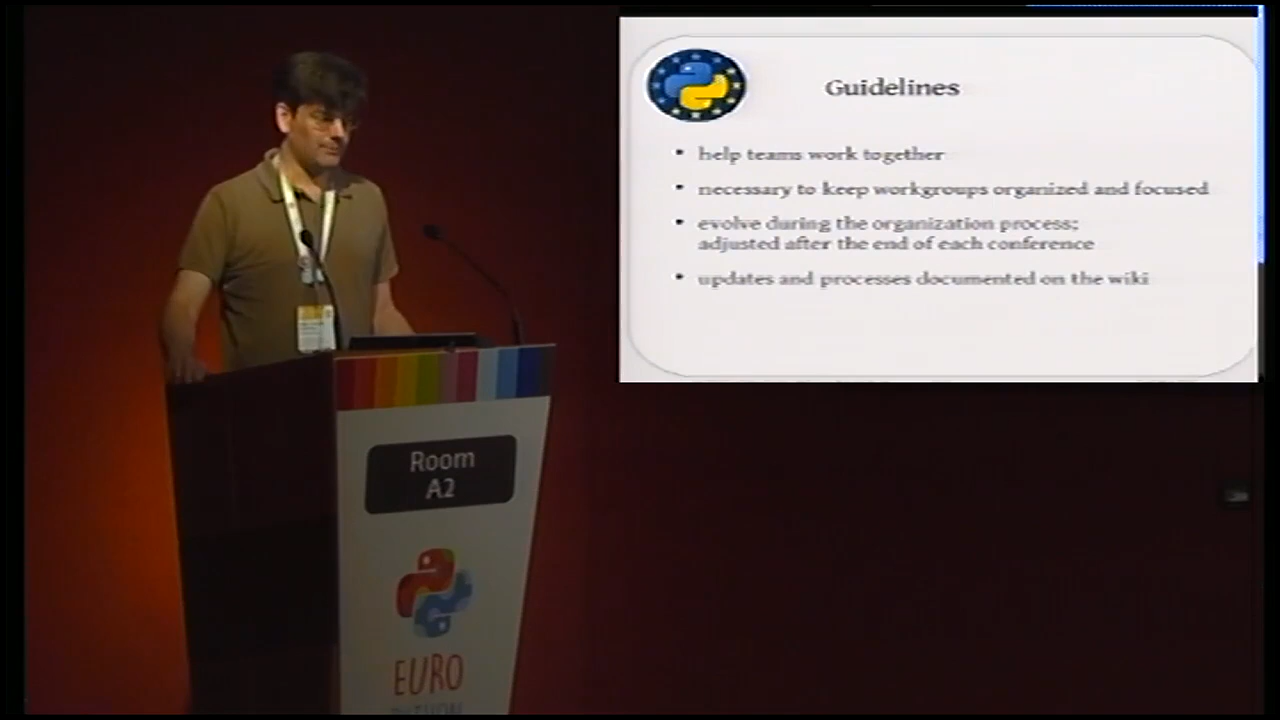 Guidelines
• help teams work together
• necessary to keep workgroups organized and focused
• evolve during the organization process;
adjusted after the end of each conference
• updates and processes documented on the wiki
Room
A2
EURO
PYTHON